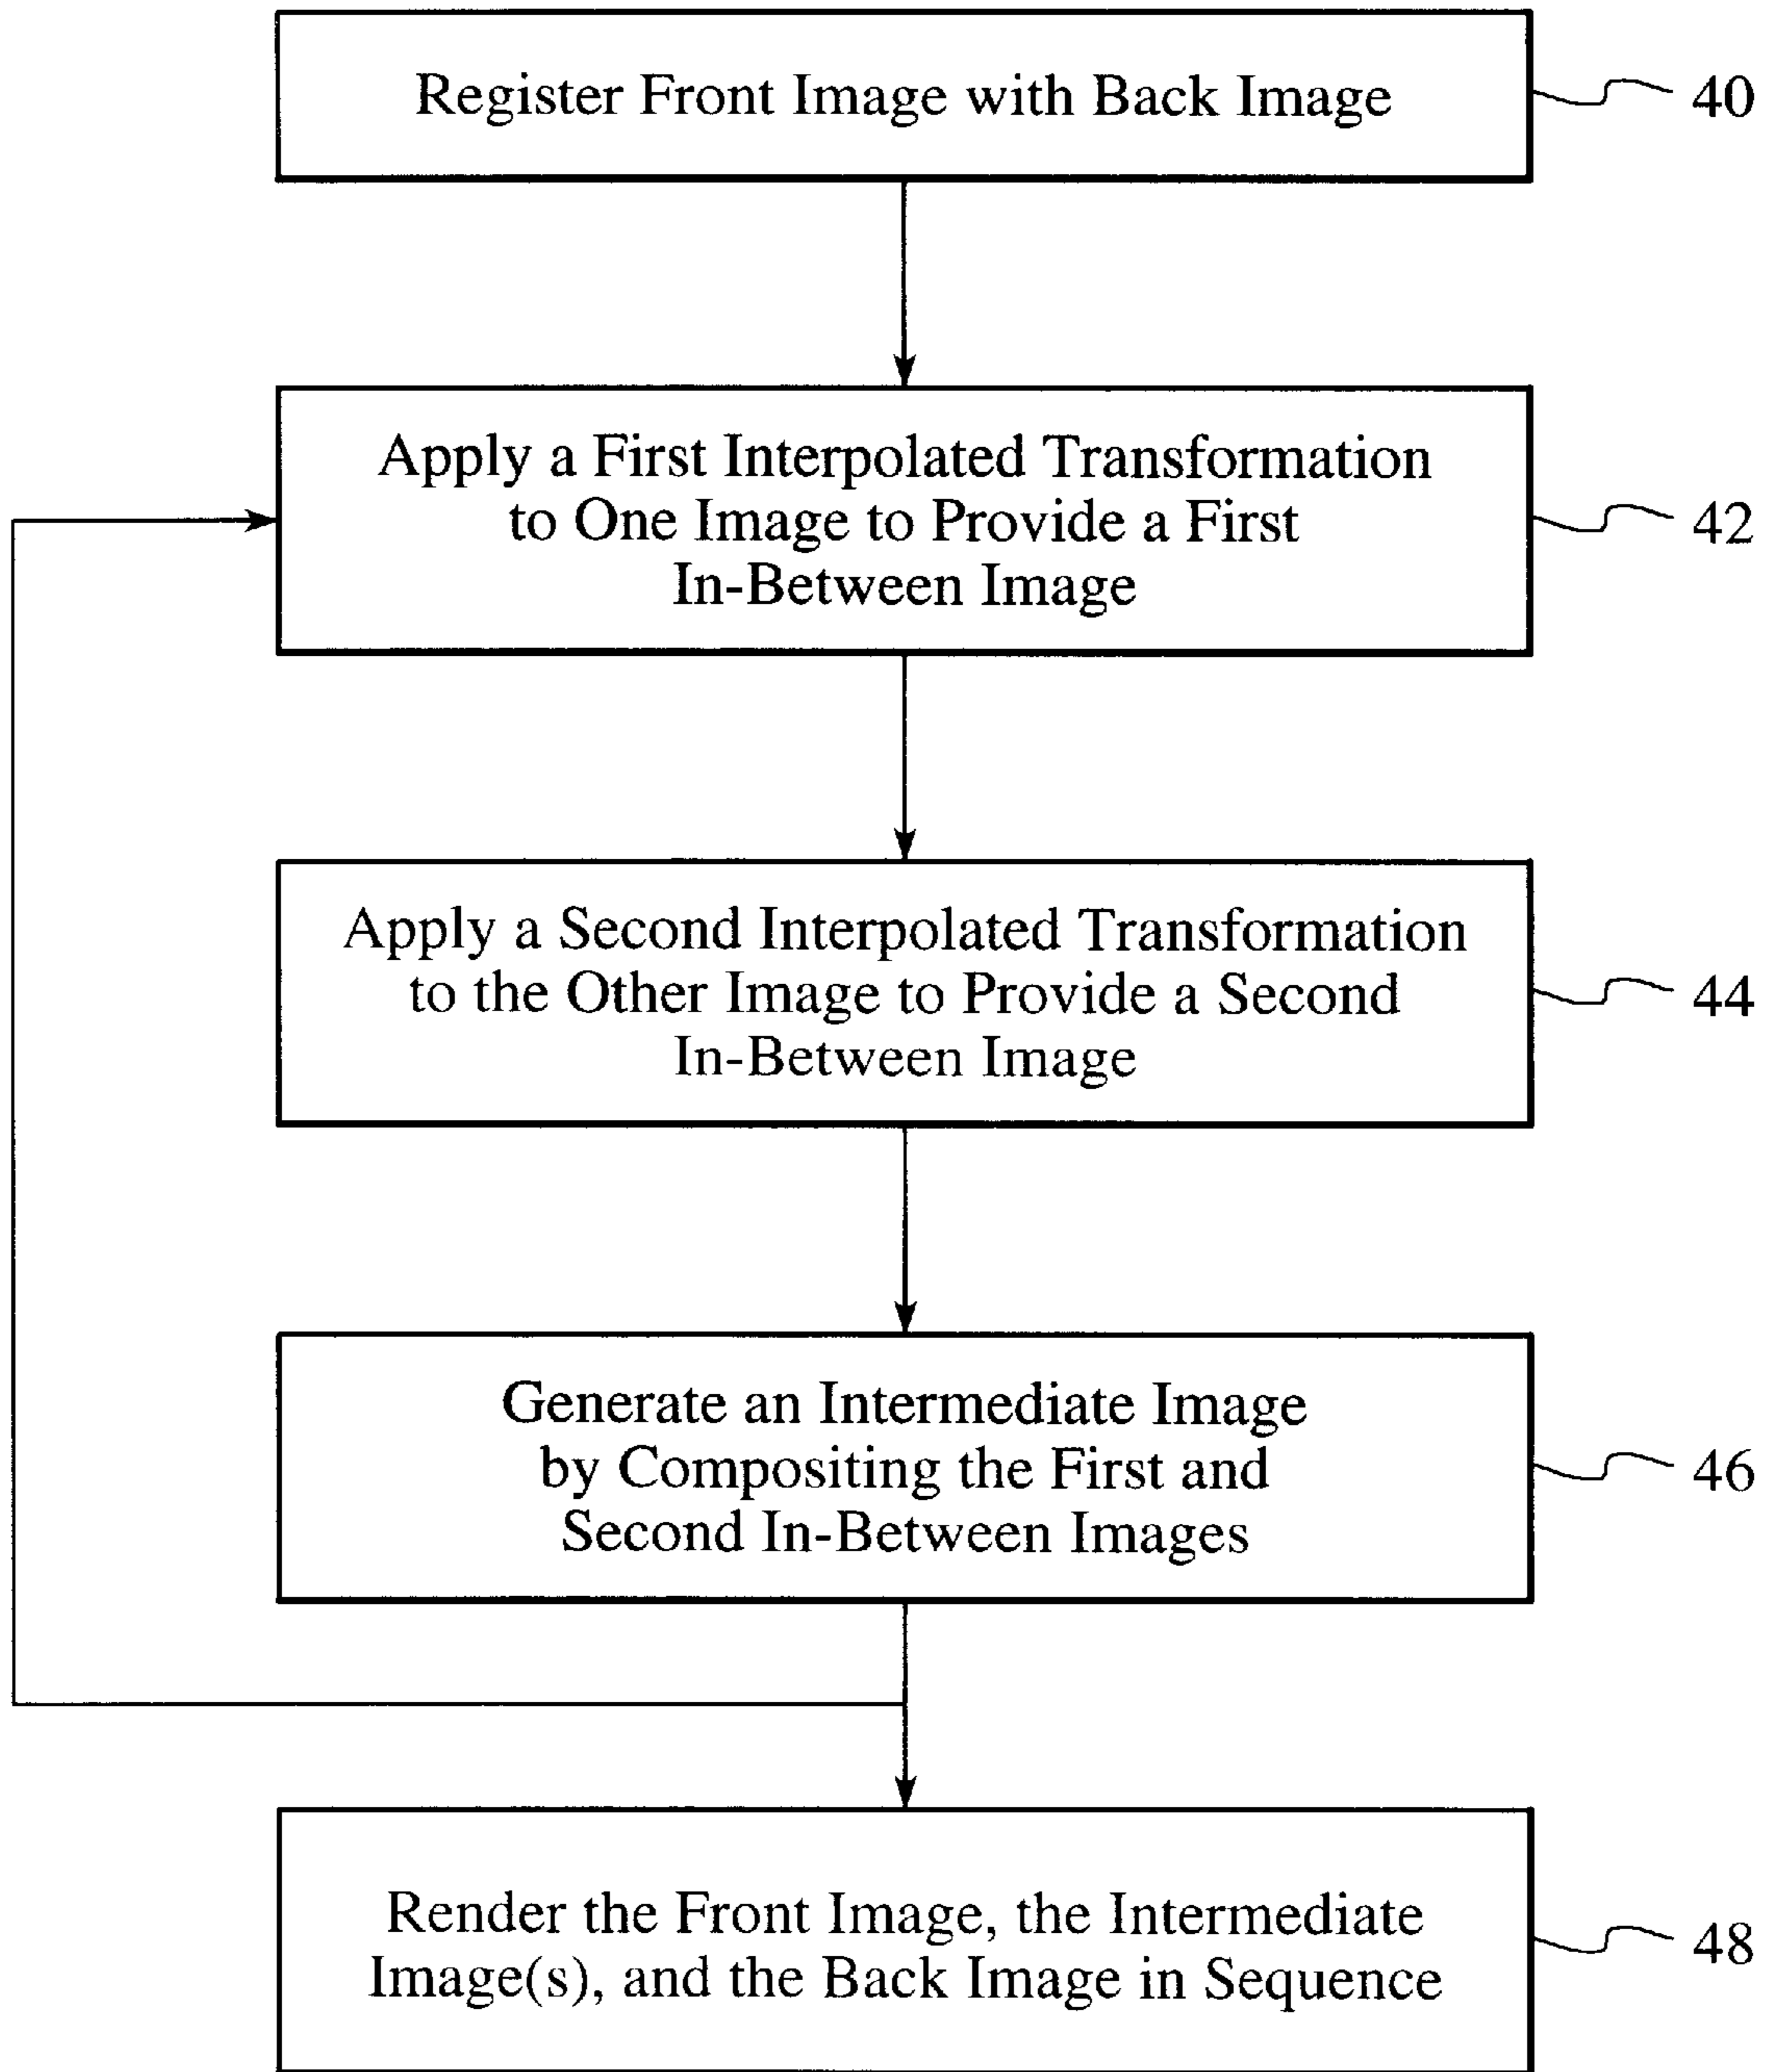 Register Front Image with Back Image
40
Apply a First Interpolated Transformation
to One Image to Provide a First
In-Between Image
42
Apply a Second Interpolated Transformation
to the Other Image to Provide a Second
In-Between Image
44
Generate an Intermediate Image
by Compositing the First and
Second In-Between Images
46
Render the Front Image, the Intermediate
Image(s), and the Back Image in Sequence
48